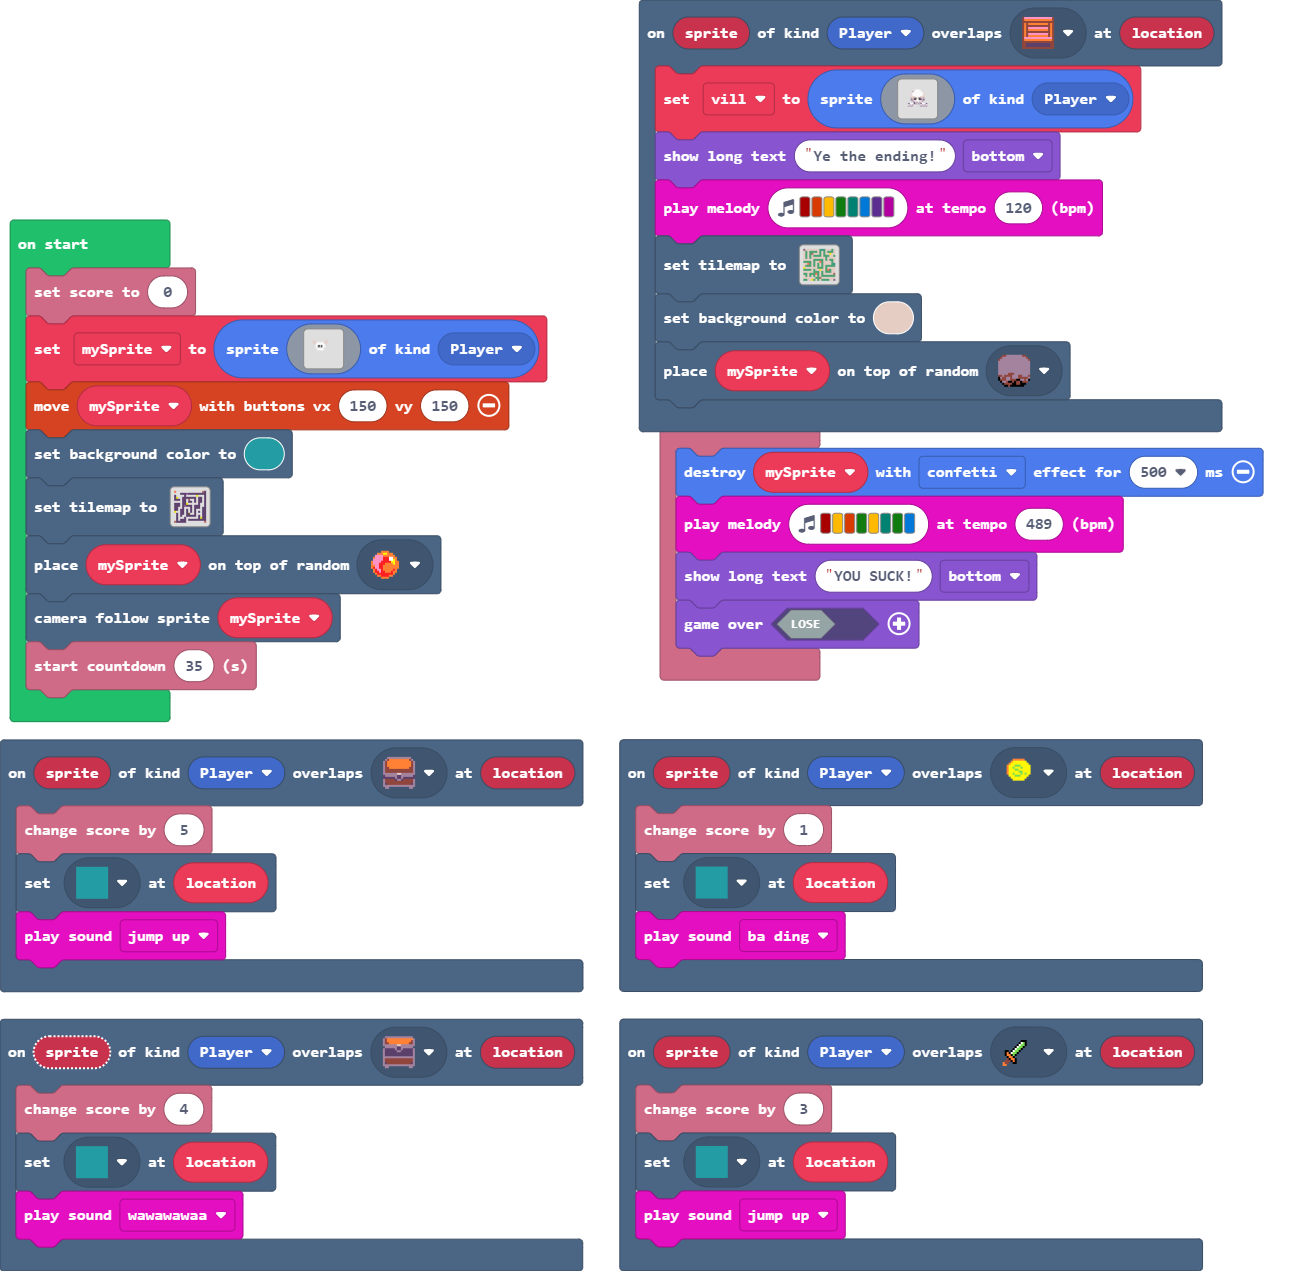 on start
set score to 0
set mySprite to sprite of kind Player
move mySprite with buttons vx 150 vy 150
set background color to
set tilemap to
place mySprite on top of random
camera follow sprite mySprite
start countdown 35 (s)
on sprite of kind Player overlaps at location
set vill to sprite of kind Player
show long text "Ye the ending!" bottom
play melody at tempo 120 (bpm)
set tilemap to
set background color to
place mySprite on top of random
destroy mySprite with confetti effect for 500 ms
play melody at tempo 489 (bpm)
show long text "YOU SUCK!" bottom
game over LOSE
on sprite of kind Player overlaps at location
change score by 5
set at location
play sound jump up
on sprite of kind Player overlaps at location
change score by 1
set at location
play sound ba ding
on sprite of kind Player overlaps at location
change score by 4
set at location
play sound wawawawaa
on sprite of kind Player overlaps at location
change score by 3
set at location
play sound jump up